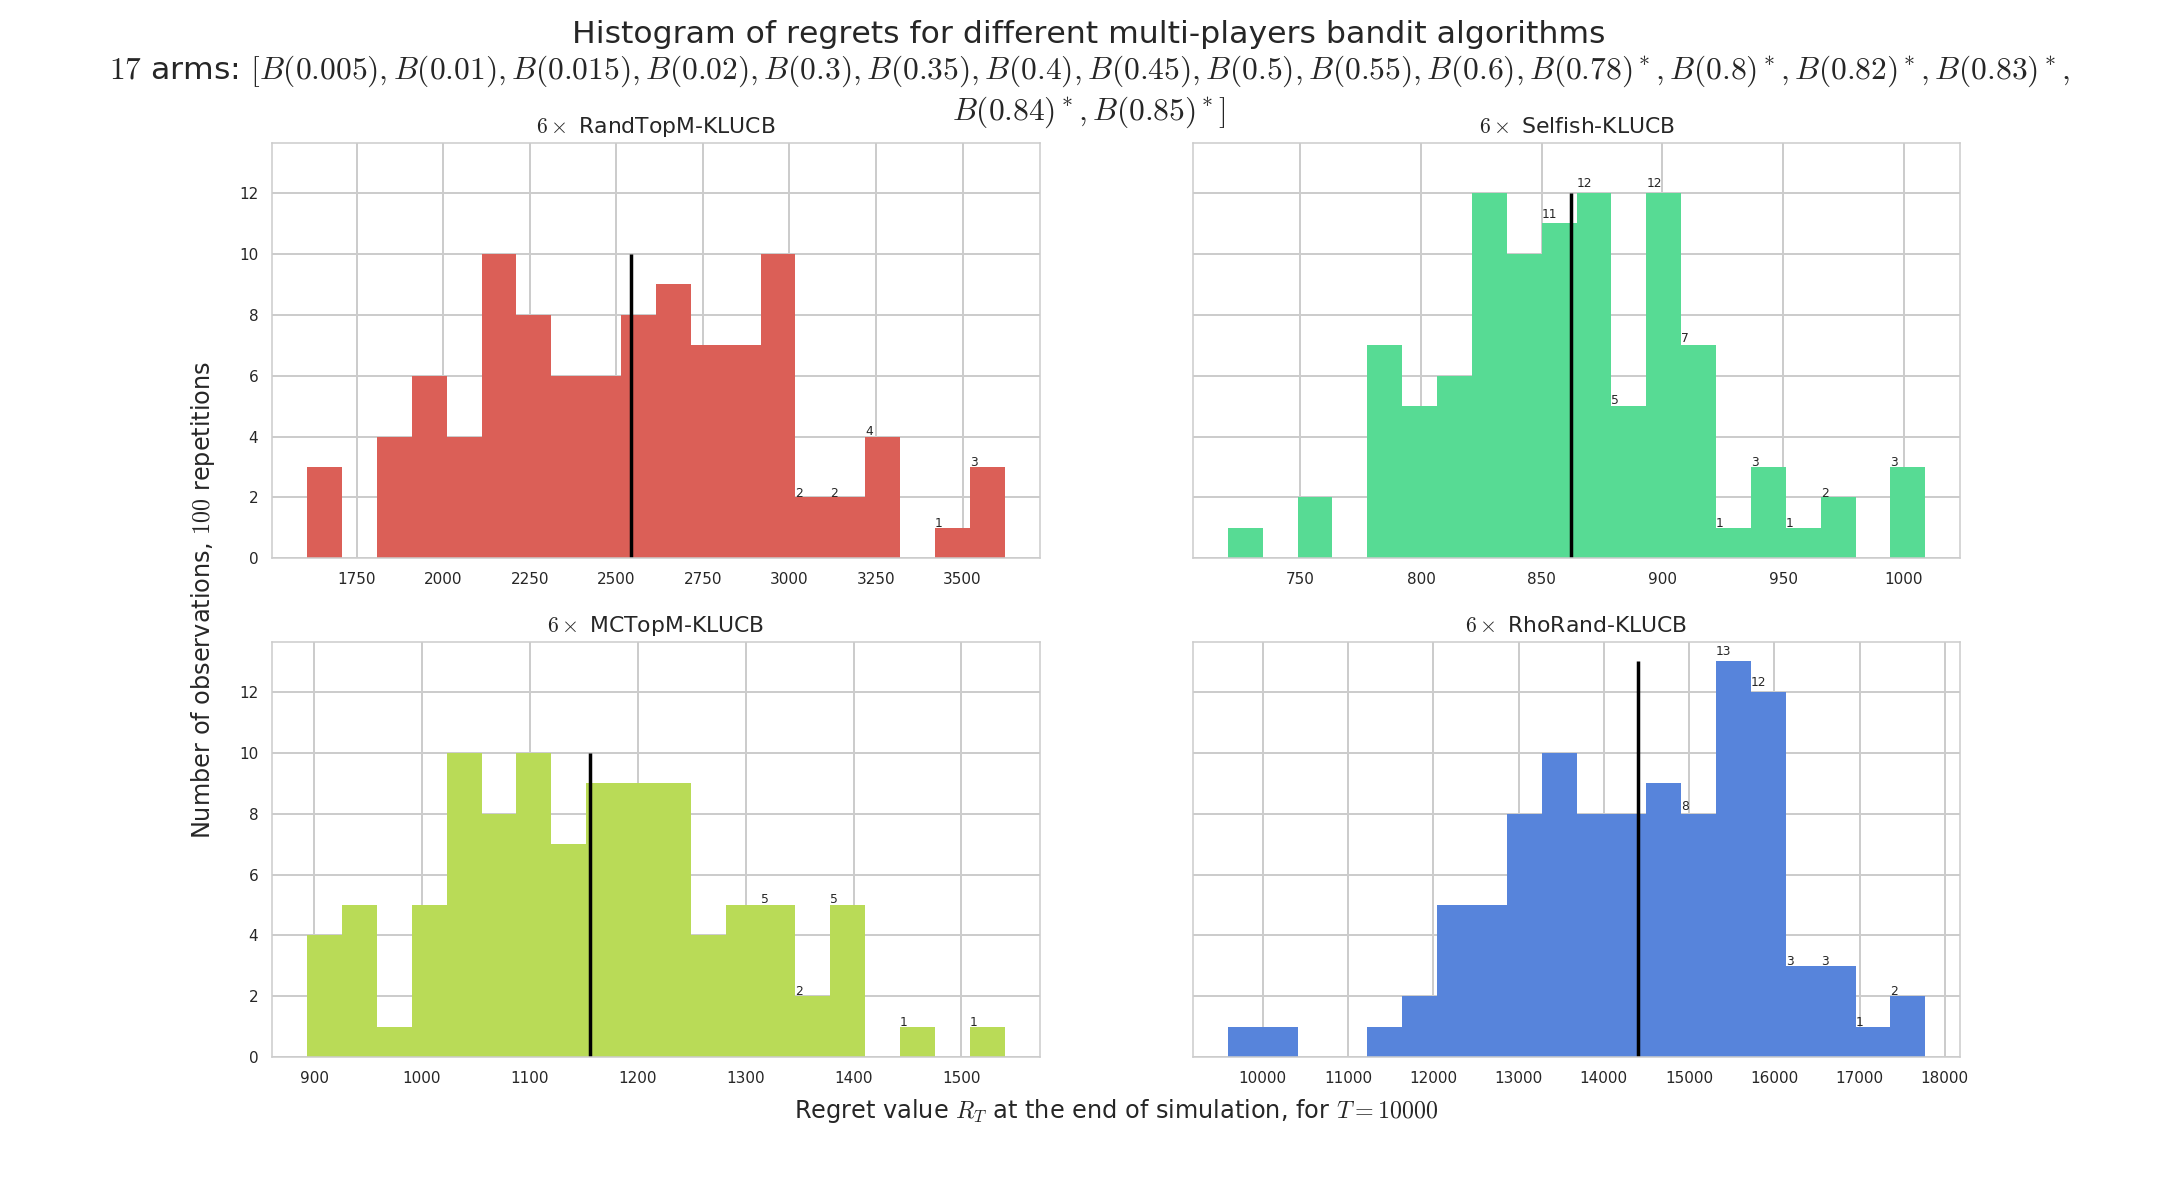 Histogram of regrets for different multi-players bandit algorithms
17 arms: [B(0.005), B(0.01), B(0.015), B(0.02), B(0.3), B(0.35), B(0.4), B(0.45), B(0.5), B(0.55), B(0.6), B(0.78)*, B(0.8)*, B(0.82)*, B(0.83)*,
B(0.84)*, B(0.85)*]
6× RandTopM-KLUCB
12
10
8
6
4
2
0
2 2 4 1 3
1750 2000 2250 2500 2750 3000 3250 3500
6× Selfish-KLUCB
11 12 5 12 7 1 3 1 2 3
750 800 850 900 950 1000
Number of observations, 100 repetitions
6× MCTopM-KLUCB
12
10
8
6
4
2
0
5 2 5 1 1
900 1000 1100 1200 1300 1400 1500
6× RhoRand-KLUCB
8 13 12 3 3 1 2
10000 11000 12000 13000 14000 15000 16000 17000 18000
Regret value R_T at the end of simulation, for T = 10000